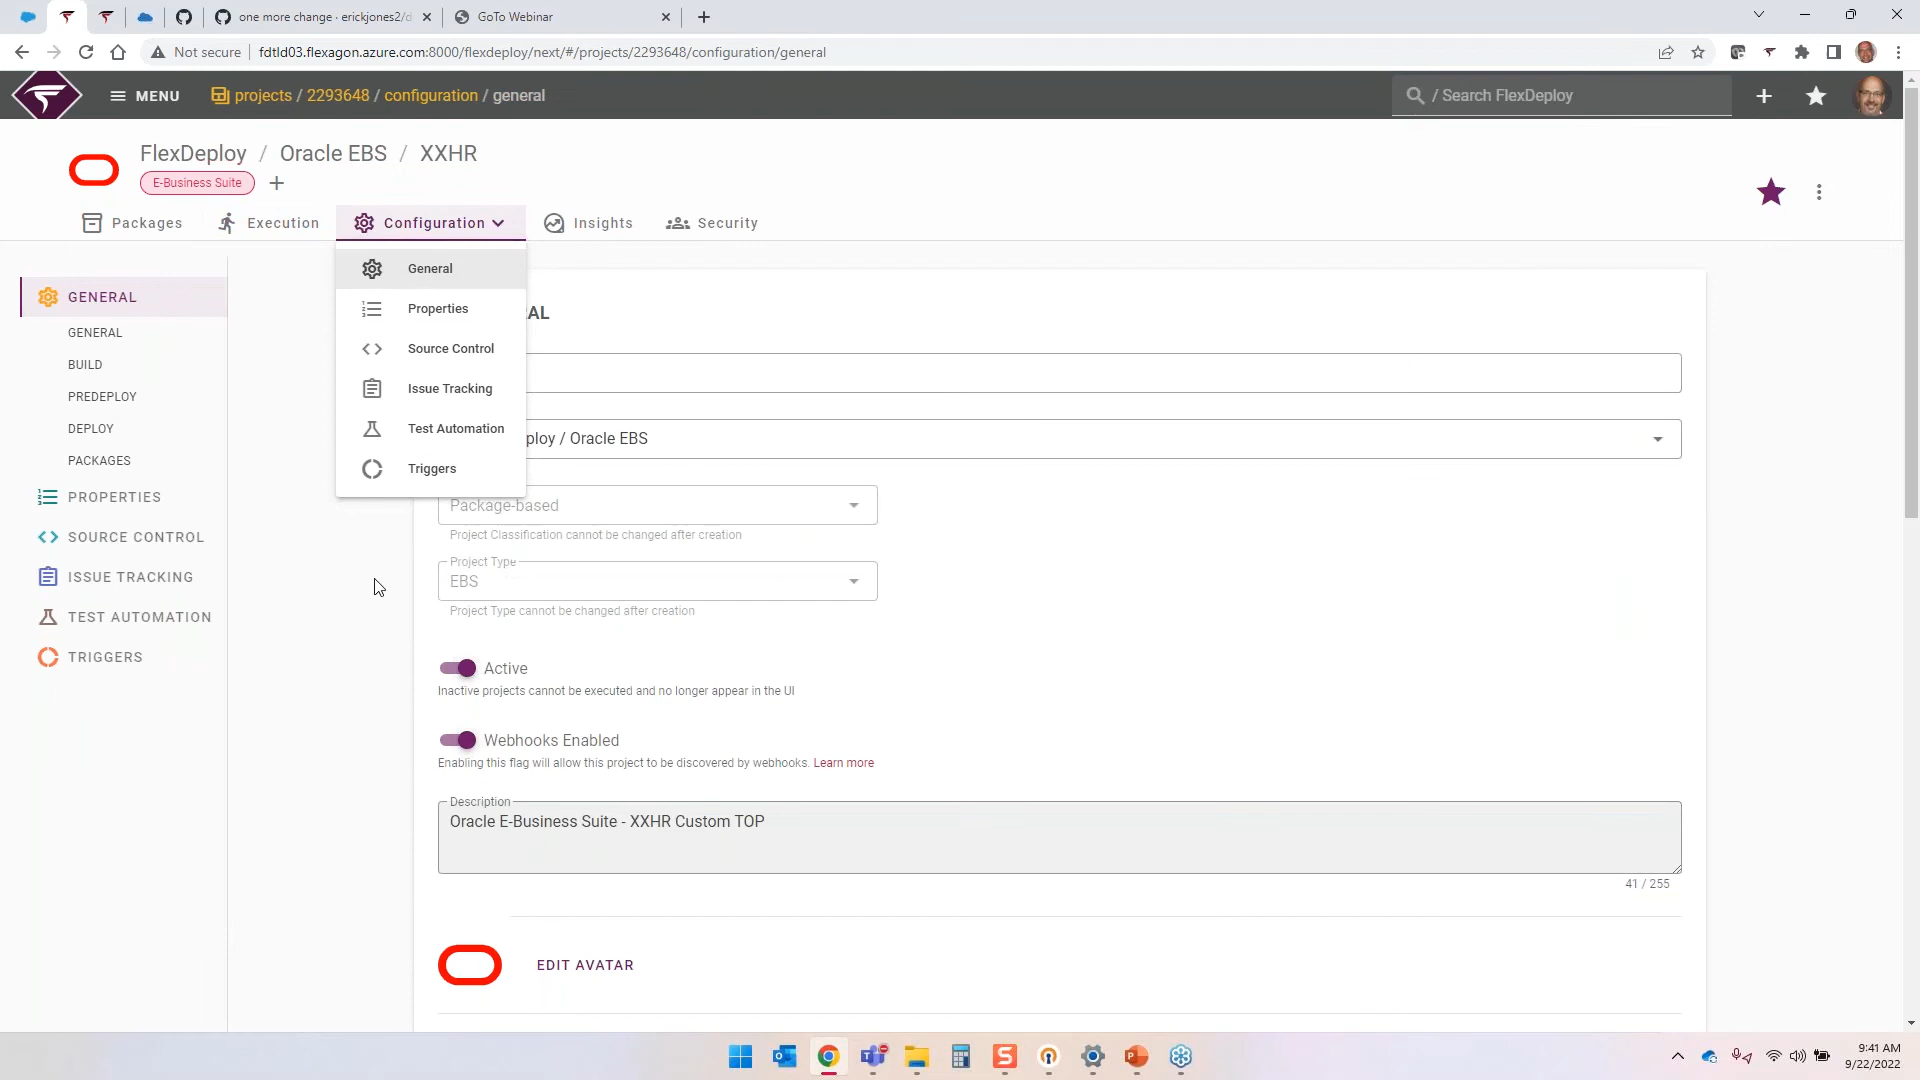 one more change · erickjones2/d
GoTo Webinar
Not secure
fdtld03.flexagon.azure.com:8000/flexdeploy/next/#/projects/2293648/configuration/general
MENU
projects / 2293648 / configuration / general
/ Search FlexDeploy
FlexDeploy / Oracle EBS / XXHR
E-Business Suite
Packages
Execution
Configuration
Insights
Security
General
Properties
Source Control
Issue Tracking
Test Automation
Triggers
GENERAL
GENERAL
BUILD
PREDEPLOY
DEPLOY
PACKAGES
PROPERTIES
SOURCE CONTROL
ISSUE TRACKING
TEST AUTOMATION
TRIGGERS
AL
ploy / Oracle EBS
Package-based
Project Classification cannot be changed after creation
Project Type
EBS
Project Type cannot be changed after creation
Active
Inactive projects cannot be executed and no longer appear in the UI
Webhooks Enabled
Enabling this flag will allow this project to be discovered by webhooks. Learn more
Description
Oracle E-Business Suite - XXHR Custom TOP
41 / 255
EDIT AVATAR
9:41 AM
9/22/2022